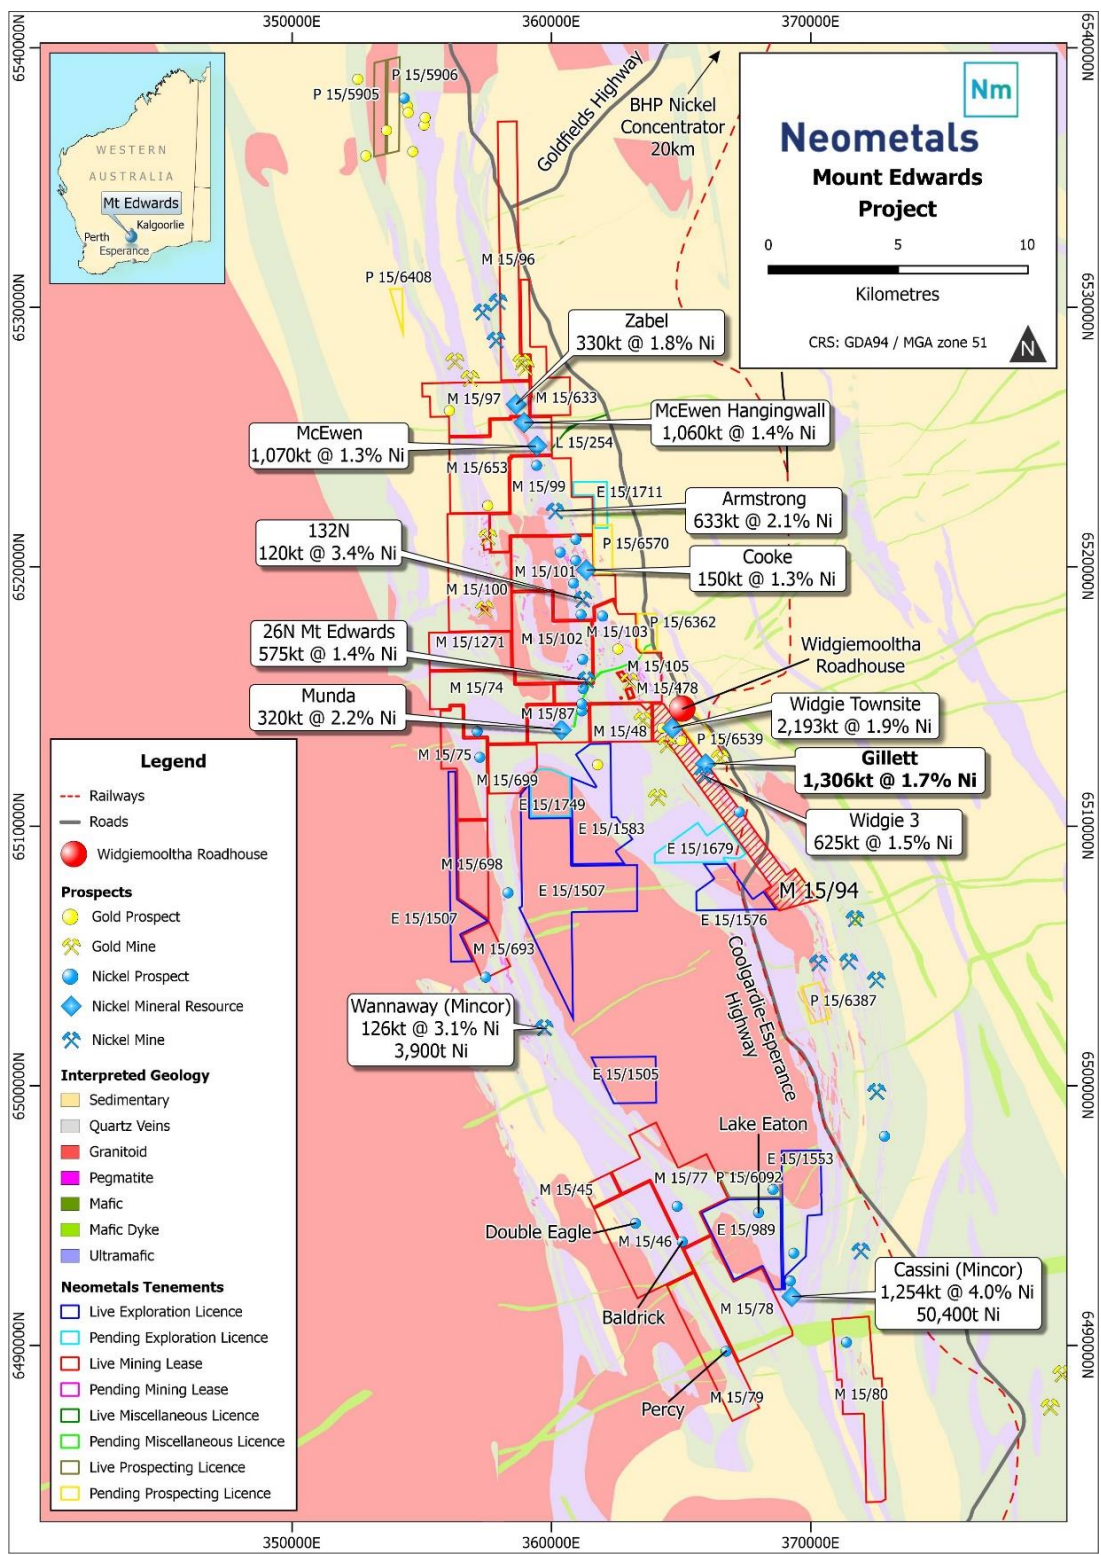 350000E
360000E
370000E
6540000N
6540000N
WESTERN
AUSTRALIA
Mt Edwards
Kalgoorlie
Perth
Esperance
P 15/5906
P 15/5905
Goldfields Highway
BHP Nickel
Concentrator
20km
Nm
Neometals
Mount Edwards
Project
0
5
10
Kilometres
CRS: GDA94 / MGA zone 51
N
M 15/96
P 15/6408
6530000N
6530000N
Zabel
330kt @ 1.8% Ni
M 15/97
M 15/633
McEwen Hangingwall
1,060kt @ 1.4% Ni
McEwen
1,070kt @ 1.3% Ni
L 15/254
M 15/653
M 15/99
E 15/1711
Armstrong
633kt @ 2.1% Ni
132N
120kt @ 3.4% Ni
P 15/6570
Cooke
150kt @ 1.3% Ni
6520000N
6520000N
M 15/101
M 15/100
26N Mt Edwards
575kt @ 1.4% Ni
M 15/1271
M 15/102
M 15/103
P 15/6362
Widgiemooltha
Roadhouse
M 15/105
M 15/478
M 15/74
Munda
320kt @ 2.2% Ni
M 15/87
M 15/48
Widgie Townsite
2,193kt @ 1.9% Ni
P 15/6539
M 15/75
M 15/699
Gillett
1,306kt @ 1.7% Ni
E 15/1749
E 15/1583
Widgie 3
625kt @ 1.5% Ni
6510000N
6510000N
E 15/1679
M 15/698
E 15/1507
M 15/94
E 15/1507
E 15/1576
M 15/693
Coolgardie-Esperance
Highway
P 15/6387
Wannaway (Mincor)
126kt @ 3.1% Ni
3,900t Ni
E 15/1505
6500000N
6500000N
Lake Eaton
E 15/1553
M 15/77
P 15/6092
M 15/45
Double Eagle
M 15/46
E 15/989
Cassini (Mincor)
1,254kt @ 4.0% Ni
50,400t Ni
Baldrick
M 15/78
6490000N
6490000N
M 15/79
M 15/80
Percy
Legend
Railways
Roads
Widgiemooltha Roadhouse
Prospects
Gold Prospect
Gold Mine
Nickel Prospect
Nickel Mineral Resource
Nickel Mine
Interpreted Geology
Sedimentary
Quartz Veins
Granitoid
Pegmatite
Mafic
Mafic Dyke
Ultramafic
Neometals Tenements
Live Exploration Licence
Pending Exploration Licence
Live Mining Lease
Pending Mining Lease
Live Miscellaneous Licence
Pending Miscellaneous Licence
Live Prospecting Licence
Pending Prospecting Licence
350000E
360000E
370000E